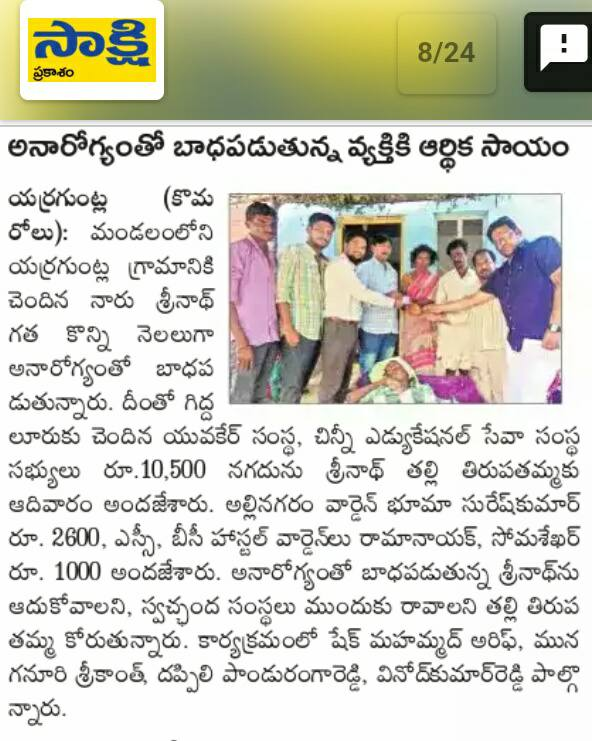 సాక్షి
ప్రకాశం
8/24
అనారోగ్యంతో బాధపడుతున్న వ్యక్తికి ఆర్థిక సాయం
యర్రగుంట్ల (కొమ
రోలు): మండలంలోని
యర్రగుంట్ల గ్రామానికి
చెందిన నారు శ్రీనాథ్
గత కొన్ని నెలలుగా
అనారోగ్యంతో బాధప
డుతున్నారు. దీంతో గిద్ద
లూరుకు చెందిన యువకేర్ సంస్థ, చిన్నీ ఎడ్యుకేషనల్ సేవా సంస్థ
సభ్యులు రూ.10,500 నగదును శ్రీనాథ్ తల్లి తిరుపతమ్మకు
ఆదివారం అందజేశారు. అల్లినగరం వార్డెన్ భూమా సురేష్‌కుమార్
రూ. 2600, ఎస్సీ, బీసీ హాస్టల్ వార్డెన్‌లు రామానాయక్, సోమశేఖర్
రూ. 1000 అందజేశారు. అనారోగ్యంతో బాధపడుతున్న శ్రీనాథ్‌ను
ఆదుకోవాలని, స్వచ్ఛంద సంస్థలు ముందుకు రావాలని తల్లి తిరుప
తమ్మ కోరుతున్నారు. కార్యక్రమంలో షేక్ మహమ్మద్ అరిఫ్, మున
గనూరి శ్రీకాంత్, దప్పిలి పాండురంగారెడ్డి, వినోద్‌కుమార్‌రెడ్డి పాల్గొ
న్నారు.